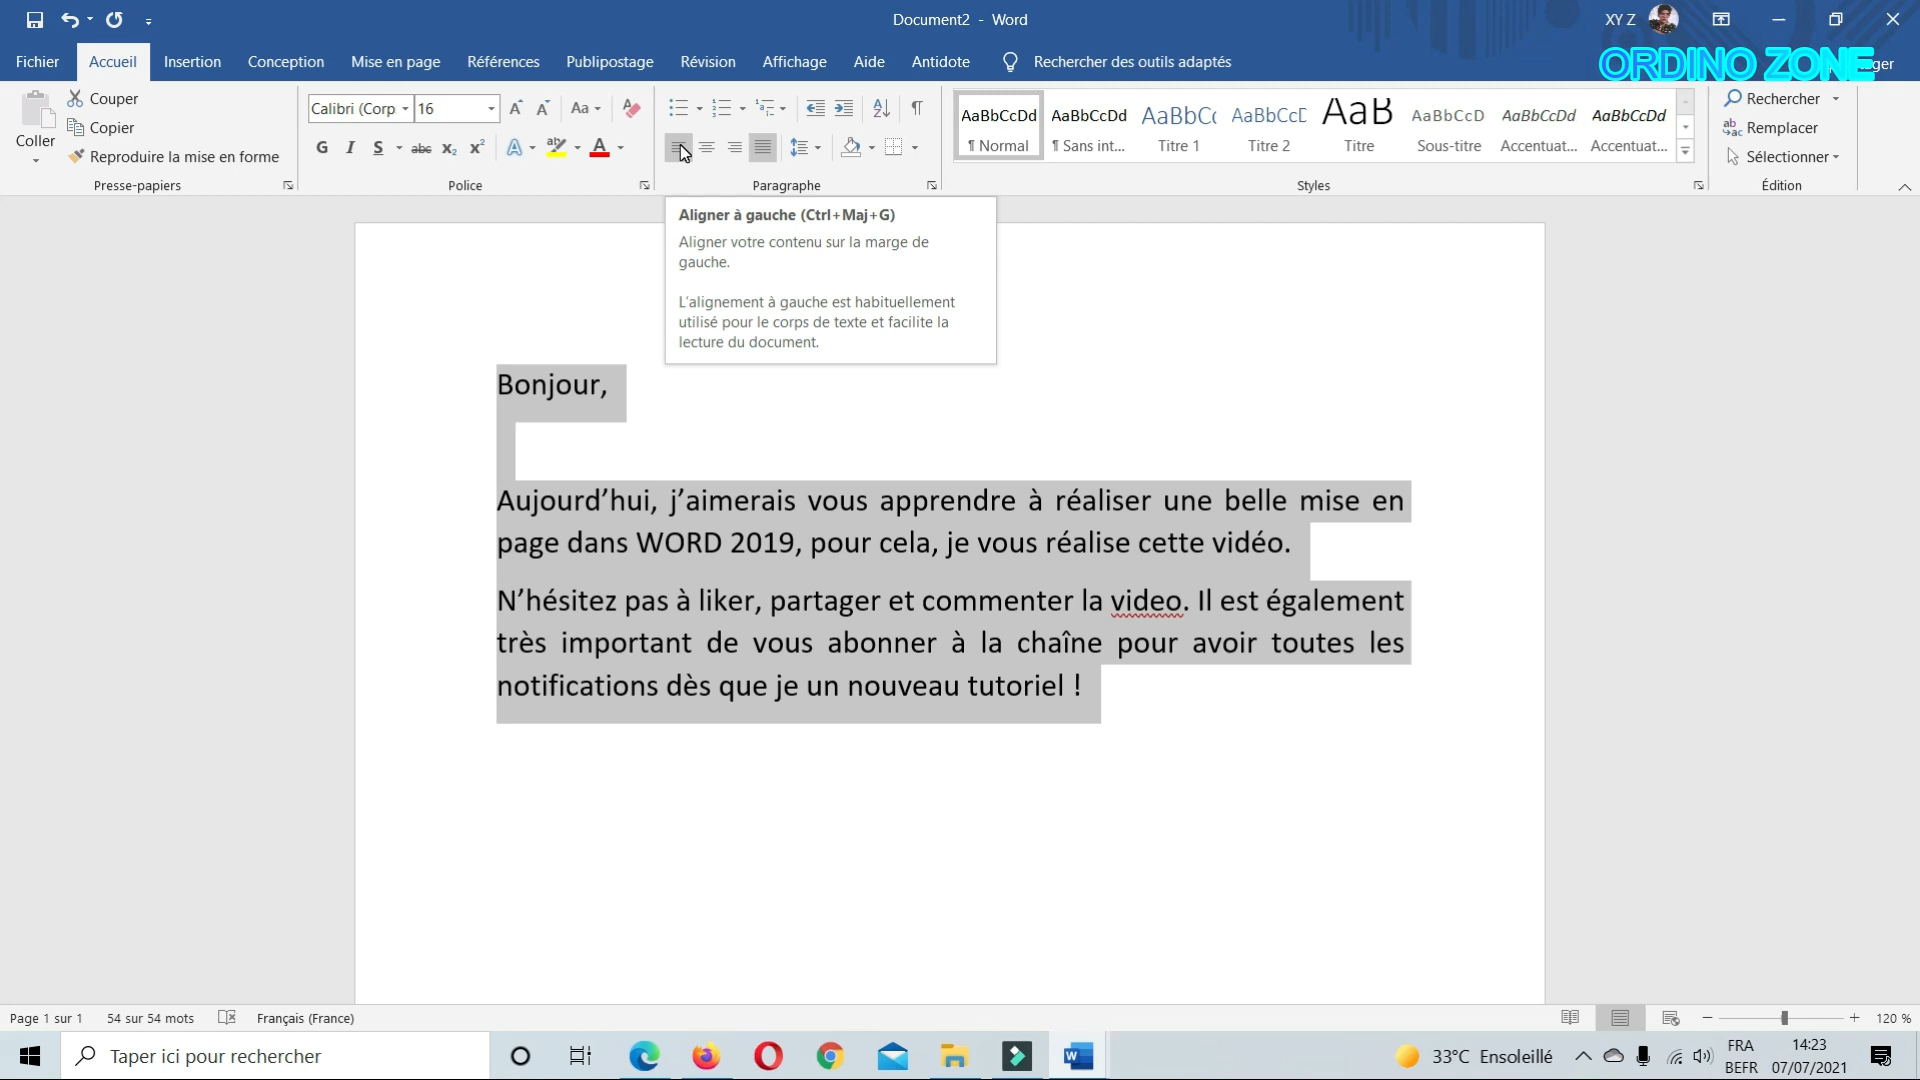 Document2 - Word
XY Z
Fichier Accueil Insertion Conception Mise en page Références Publipostage Révision Affichage Aide Antidote Rechercher des outils adaptés
ORDINO ZONE
Coller
Couper
Copier
Reproduire la mise en forme
Presse-papiers
Calibri (Corp 16 Aa
G I S abc x₂ x² A ab A
Police
Paragraphe
AaBbCcDd AaBbCcDd AaBbCc AaBbCcC AaB AaBbCcD AaBbCcDd AaBbCcDd
¶ Normal ¶ Sans int... Titre 1 Titre 2 Titre Sous-titre Accentuat... Accentuat...
Styles
Rechercher
Remplacer
Sélectionner
Édition
Aligner à gauche (Ctrl+Maj+G)
Aligner votre contenu sur la marge de
gauche.
L'alignement à gauche est habituellement
utilisé pour le corps de texte et facilite la
lecture du document.
Bonjour,
Aujourd’hui, j’aimerais vous apprendre à réaliser une belle mise en
page dans WORD 2019, pour cela, je vous réalise cette vidéo.
N’hésitez pas à liker, partager et commenter la video. Il est également
très important de vous abonner à la chaîne pour avoir toutes les
notifications dès que je un nouveau tutoriel !
Page 1 sur 1 54 sur 54 mots Français (France) 120 %
Taper ici pour rechercher
33°C Ensoleillé
FRA
BEFR
14:23
07/07/2021